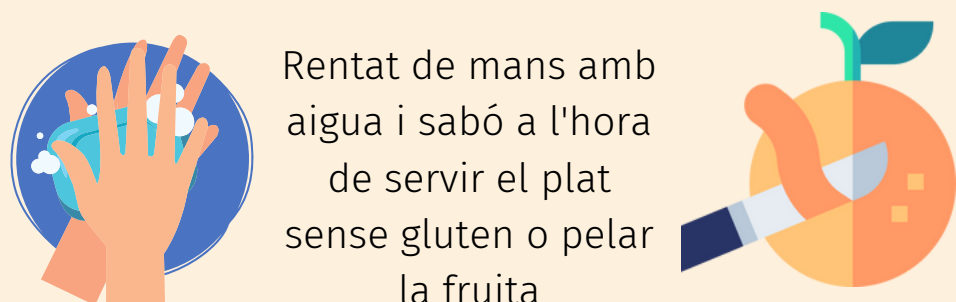 Rentat de mans amb
aigua i sabó a l'hora
de servir el plat
sense gluten o pelar
la fruita